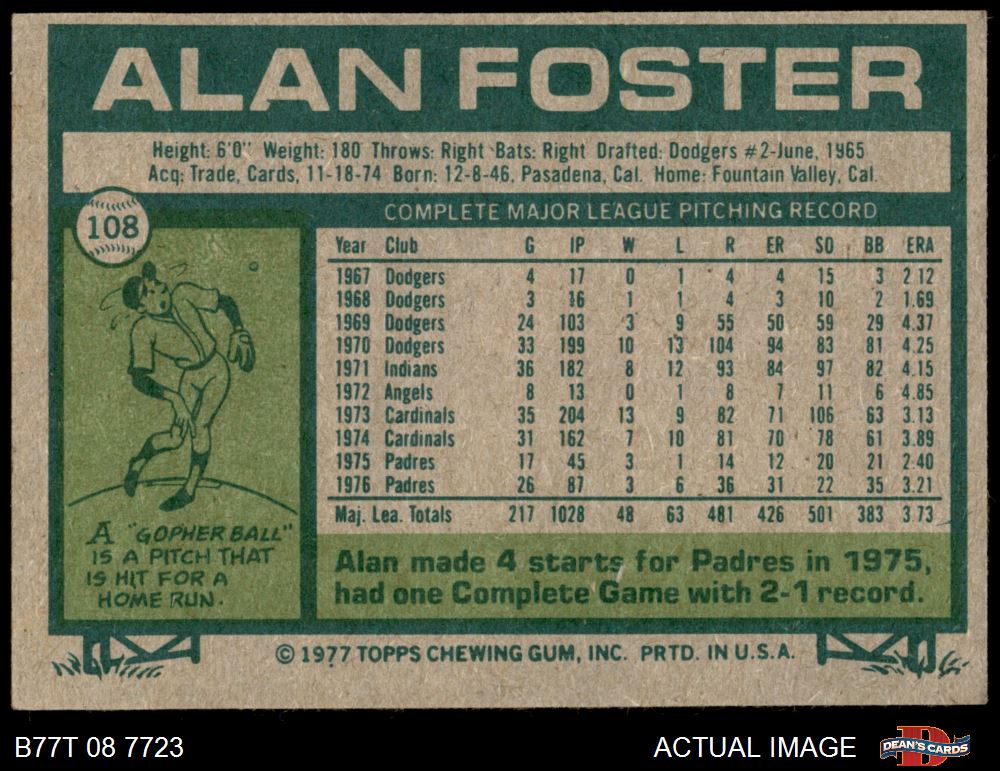 ALAN FOSTER
Height: 6'0" Weight: 180 Throws: Right Bats: Right Drafted: Dodgers #2-June, 1965
Acq: Trade, Cards, 11-18-74 Born: 12-8-46, Pasadena, Cal. Home: Fountain Valley, Cal.
108
COMPLETE MAJOR LEAGUE PITCHING RECORD
Year Club G IP W L R ER SO BB ERA
1967 Dodgers 4 17 0 1 4 4 15 3 2.12
1968 Dodgers 3 16 1 1 4 3 10 2 1.69
1969 Dodgers 24 103 3 9 55 50 59 29 4.37
1970 Dodgers 33 199 10 13 104 94 83 81 4.25
1971 Indians 36 182 8 12 93 84 97 82 4.15
1972 Angels 8 13 0 1 8 7 11 6 4.85
1973 Cardinals 35 204 13 9 82 71 106 63 3.13
1974 Cardinals 31 162 7 10 81 70 78 61 3.89
1975 Padres 17 45 3 1 14 12 20 21 2.40
1976 Padres 26 87 3 6 36 31 22 35 3.21
Maj. Lea. Totals 217 1028 48 63 481 426 501 383 3.73
A "GOPHER BALL"
IS A PITCH THAT
IS HIT FOR A
HOME RUN.
Alan made 4 starts for Padres in 1975,
had one Complete Game with 2-1 record.
© 1977 TOPPS CHEWING GUM, INC. PRTD. IN U.S.A.
B77T 08 7723
ACTUAL IMAGE
DEAN'S CARDS